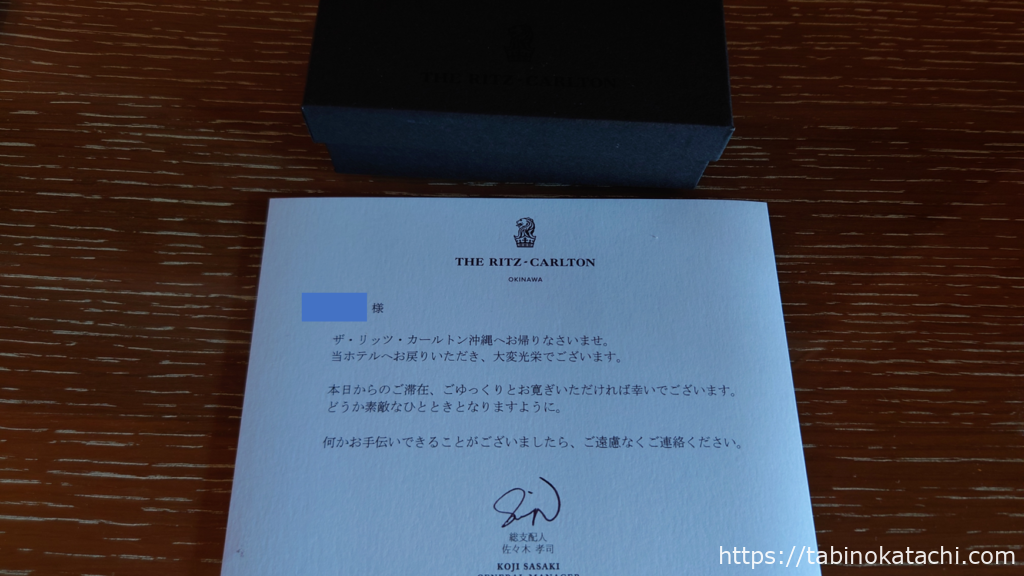 THE RITZ-CARLTON
THE RITZ-CARLTON
OKINAWA
様
ザ・リッツ・カールトン沖縄へお帰りなさいませ。
当ホテルへお戻りいただき、大変光栄でございます。
本日からのご滞在、ごゆっくりとお寛ぎいただければ幸いでございます。
どうか素敵なひとときとなりますように。
何かお手伝いできることがございましたら、ご遠慮なくご連絡ください。
総支配人
佐々木 孝司
KOJI SASAKI
GENERAL MANAGER
https://tabinokatachi.com